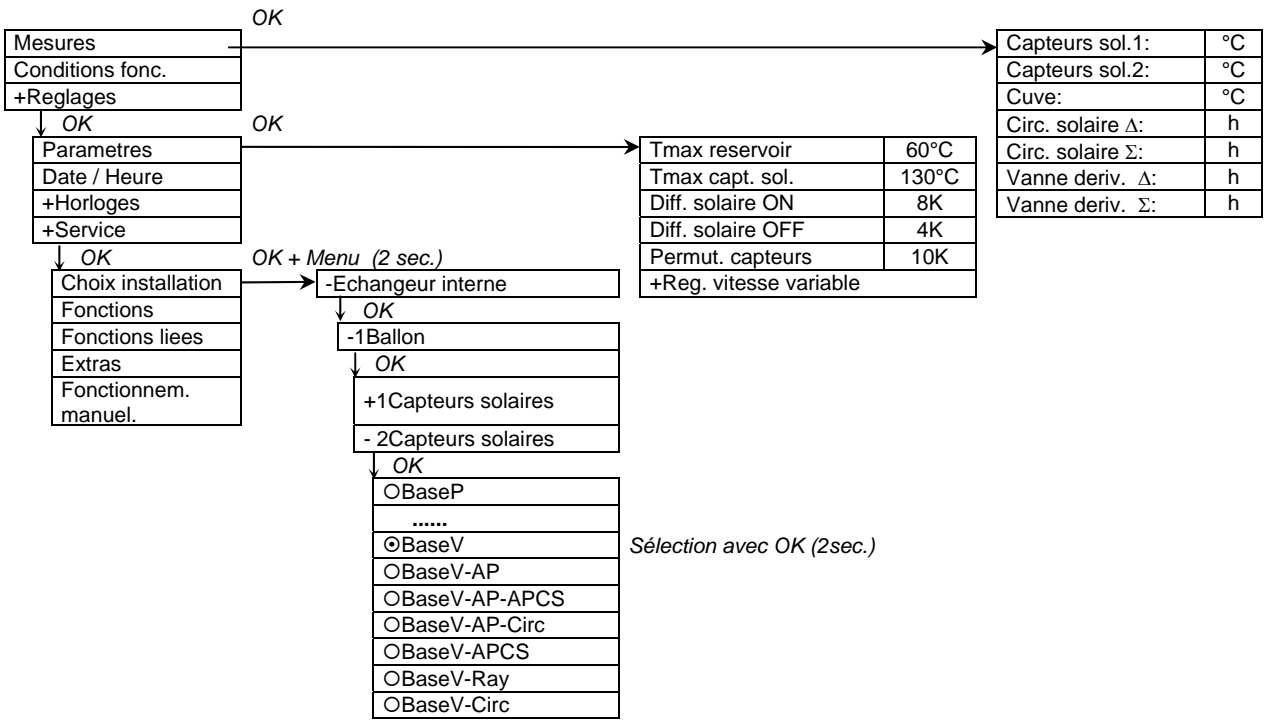 OK
Mesures
Capteurs sol.1: °C
Conditions fonc.
Capteurs sol.2: °C
+Reglages
Cuve: °C
OK
OK
Circ. solaire Δ: h
Parametres
Tmax reservoir 60°C
Circ. solaire Σ: h
Date / Heure
Tmax capt. sol. 130°C
Vanne deriv. Δ: h
+Horloges
Diff. solaire ON 8K
Vanne deriv. Σ: h
+Service
Diff. solaire OFF 4K
OK
OK + Menu (2 sec.)
Permut. capteurs 10K
Choix installation
-Echangeur interne
+Reg. vitesse variable
Fonctions
OK
Fonctions liees
-1Ballon
Extras
OK
Fonctionnem.
manuel.
+1Capteurs solaires
- 2Capteurs solaires
OK
○BaseP
......
⊙BaseV
Sélection avec OK (2sec.)
○BaseV-AP
○BaseV-AP-APCS
○BaseV-AP-Circ
○BaseV-APCS
○BaseV-Ray
○BaseV-Circ